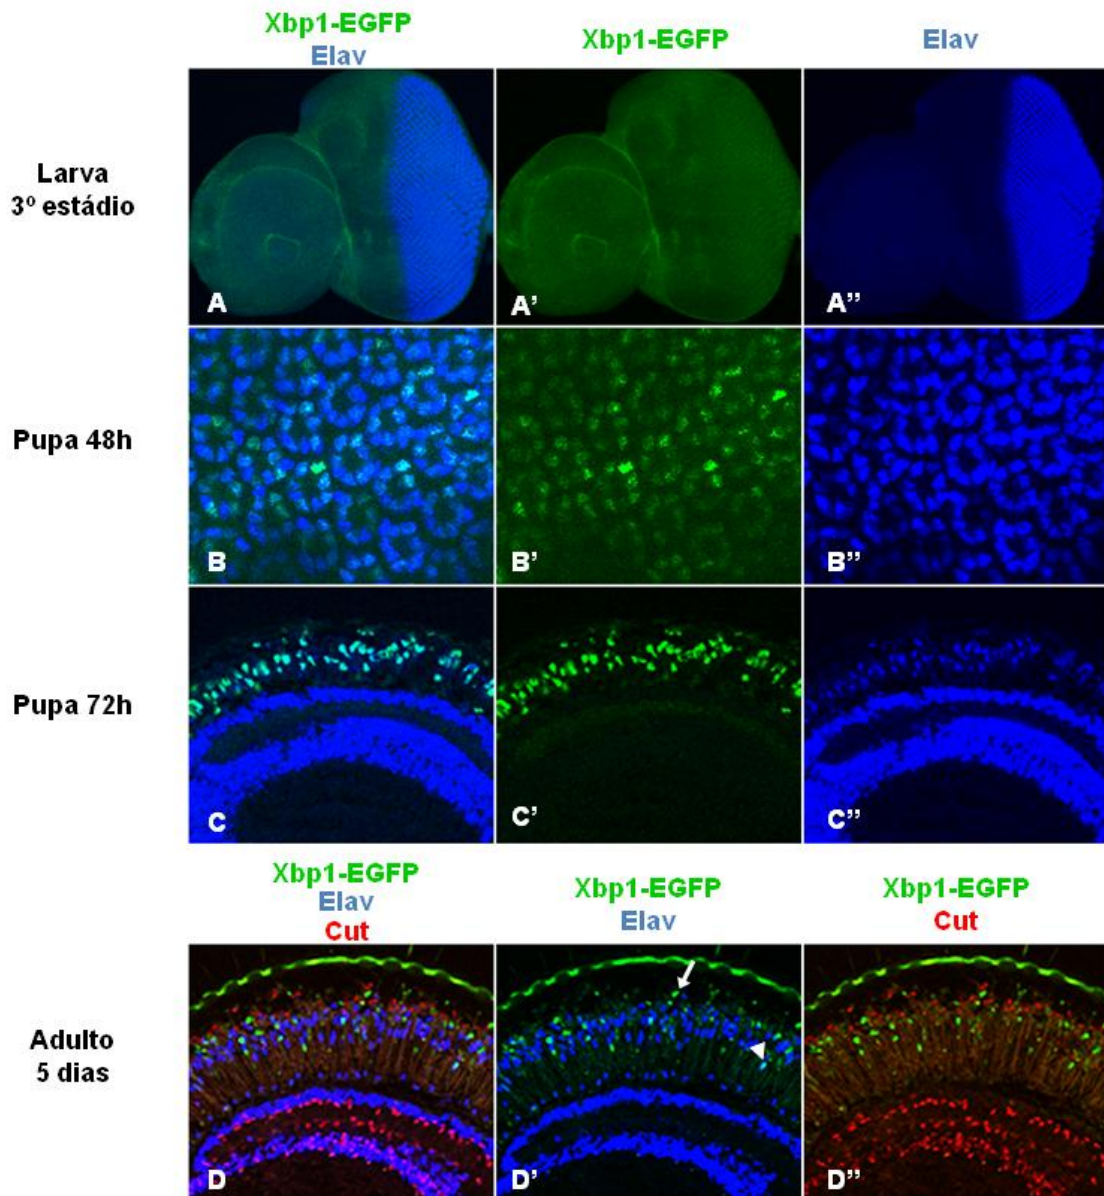 Xbp1-EGFP
Elav
Xbp1-EGFP
Elav
Larva
3º estádio
A
A’
A’’
Pupa 48h
B
B’
B’’
Pupa 72h
C
C’
C’’
Xbp1-EGFP
Elav
Cut
Xbp1-EGFP
Elav
Xbp1-EGFP
Cut
Adulto
5 dias
D
D’
D’’